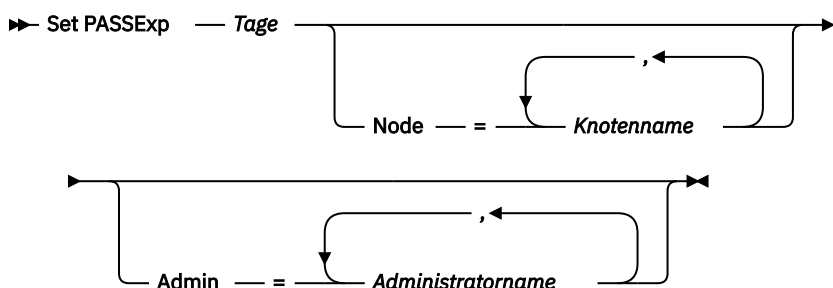 Set PASSExp Tage
,
Node = Knotenname
,
Admin = Administratorname